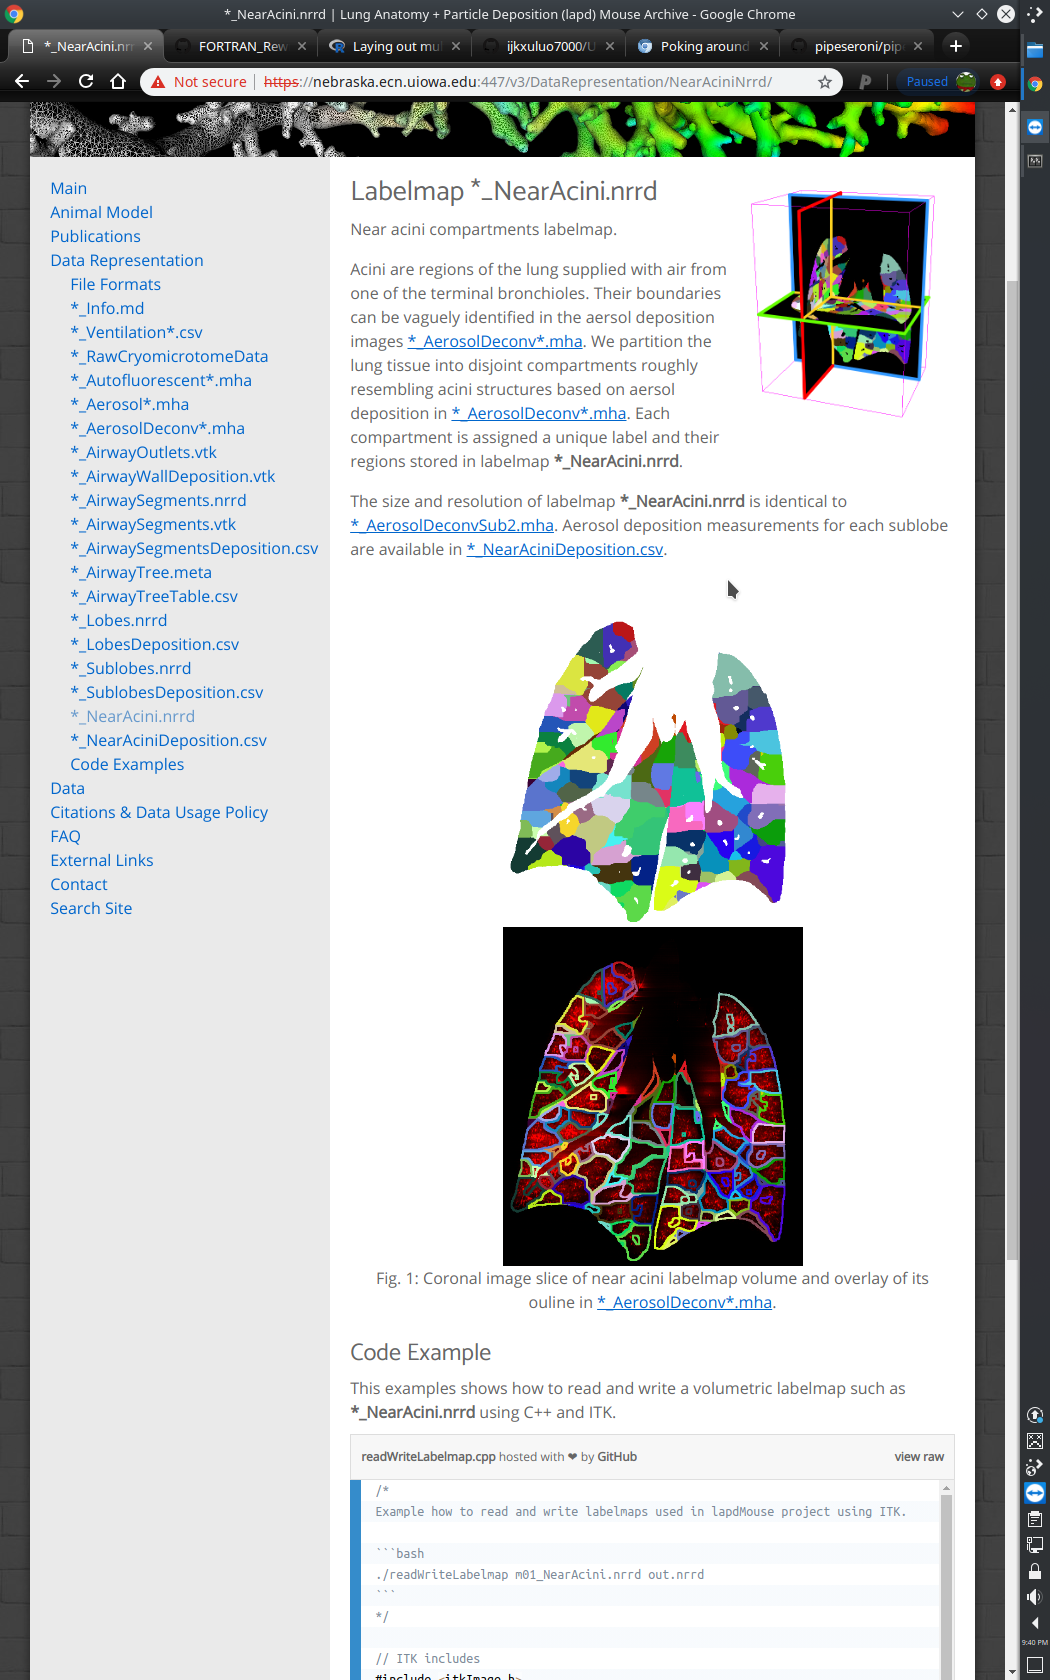 *_NearAcini.nrrd | Lung Anatomy + Particle Deposition (lapd) Mouse Archive - Google Chrome
*_NearAcini.nrr
FORTRAN_Rew
Laying out mul
ijkxuluo7000/U
Poking around
pipeseroni/pip
Not secure
https://nebraska.ecn.uiowa.edu:447/v3/DataRepresentation/NearAciniNrrd/
Paused
Main
Animal Model
Publications
Data Representation
File Formats
*_Info.md
*_Ventilation*.csv
*_RawCryomicrotomeData
*_Autofluorescent*.mha
*_Aerosol*.mha
*_AerosolDeconv*.mha
*_AirwayOutlets.vtk
*_AirwayWallDeposition.vtk
*_AirwaySegments.nrrd
*_AirwaySegments.vtk
*_AirwaySegmentsDeposition.csv
*_AirwayTree.meta
*_AirwayTreeTable.csv
*_Lobes.nrrd
*_LobesDeposition.csv
*_Sublobes.nrrd
*_SublobesDeposition.csv
*_NearAcini.nrrd
*_NearAciniDeposition.csv
Code Examples
Data
Citations & Data Usage Policy
FAQ
External Links
Contact
Search Site
Labelmap *_NearAcini.nrrd
Near acini compartments labelmap.
Acini are regions of the lung supplied with air from
one of the terminal bronchioles. Their boundaries
can be vaguely identified in the aersol deposition
images *_AerosolDeconv*.mha. We partition the
lung tissue into disjoint compartments roughly
resembling acini structures based on aersol
deposition in *_AerosolDeconv*.mha. Each
compartment is assigned a unique label and their
regions stored in labelmap *_NearAcini.nrrd.
The size and resolution of labelmap *_NearAcini.nrrd is identical to
*_AerosolDeconvSub2.mha. Aerosol deposition measurements for each sublobe
are available in *_NearAciniDeposition.csv.
Fig. 1: Coronal image slice of near acini labelmap volume and overlay of its
ouline in *_AerosolDeconv*.mha.
Code Example
This examples shows how to read and write a volumetric labelmap such as
*_NearAcini.nrrd using C++ and ITK.
readWriteLabelmap.cpp hosted with ❤ by GitHub
view raw
/*
Example how to read and write labelmaps used in lapdMouse project using ITK.
```bash
./readWriteLabelmap m01_NearAcini.nrrd out.nrrd
```
*/
// ITK includes
#include <itkImage.h>
9:40 PM